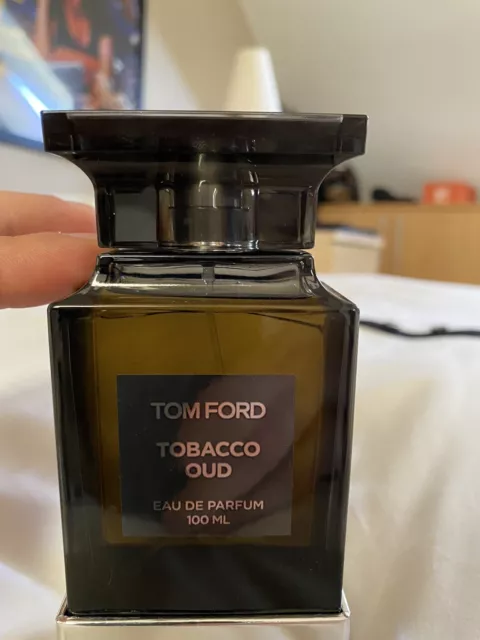 TOM FORD
TOBACCO
OUD
EAU DE PARFUM
100 ML